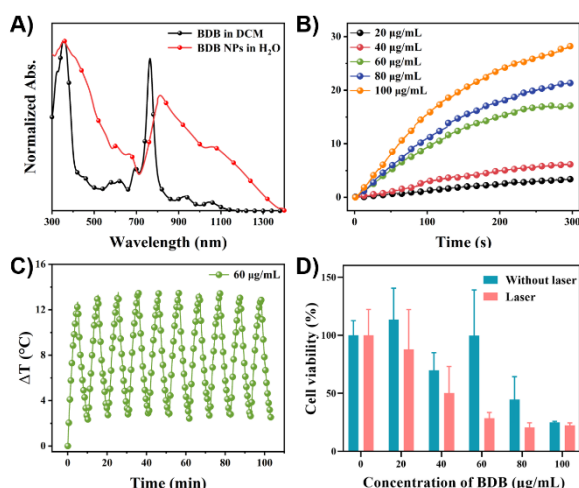 A)
BDB in DCM
BDB NPs in H₂O
Normalized Abs.
300 500 700 900 1100 1300
Wavelength (nm)
B)
20 µg/mL
40 µg/mL
60 µg/mL
80 µg/mL
100 µg/mL
30
20
10
0
0 100 200 300
Time (s)
C)
60 µg/mL
ΔT (°C)
16
12
8
4
0
0 20 40 60 80 100
Time (min)
D)
Without laser
Laser
Cell viability (%)
150
100
50
0
0 20 40 60 80 100
Concentration of BDB (µg/mL)